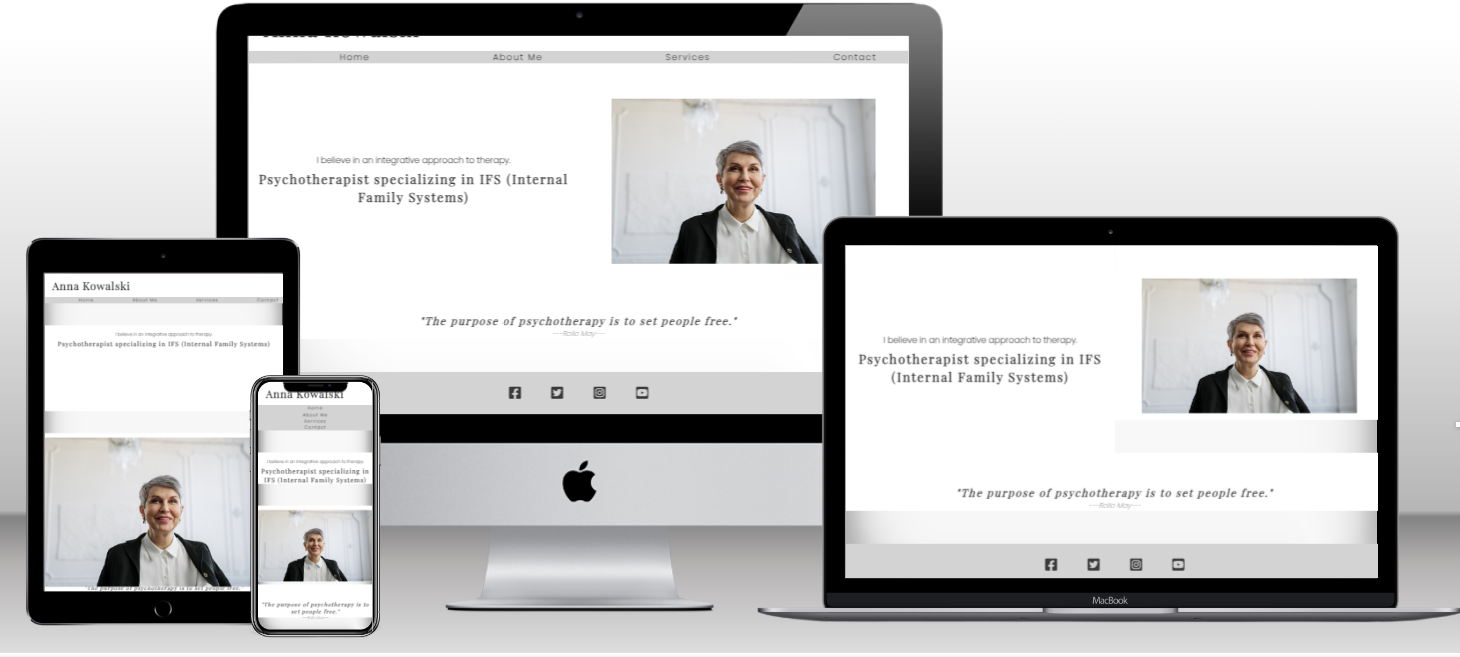 Anna Kowalski
Home About Me Services Contact
I believe in an integrative approach to therapy.
Psychotherapist specializing in IFS (Internal
Family Systems)
"The purpose of psychotherapy is to set people free."
---Rollo May---
Anna Kowalski
Home About Me Services Contact
I believe in an integrative approach to therapy.
Psychotherapist specializing in IFS (Internal Family Systems)
"The purpose of psychotherapy is to set people free."
Anna Kowalski
Home
About Me
Services
Contact
I believe in an integrative approach to therapy.
Psychotherapist specializing in
IFS (Internal Family Systems)
"The purpose of psychotherapy is to
set people free."
---Rollo May---
I believe in an integrative approach to therapy.
Psychotherapist specializing in IFS
(Internal Family Systems)
"The purpose of psychotherapy is to set people free."
---Rollo May---
MacBook